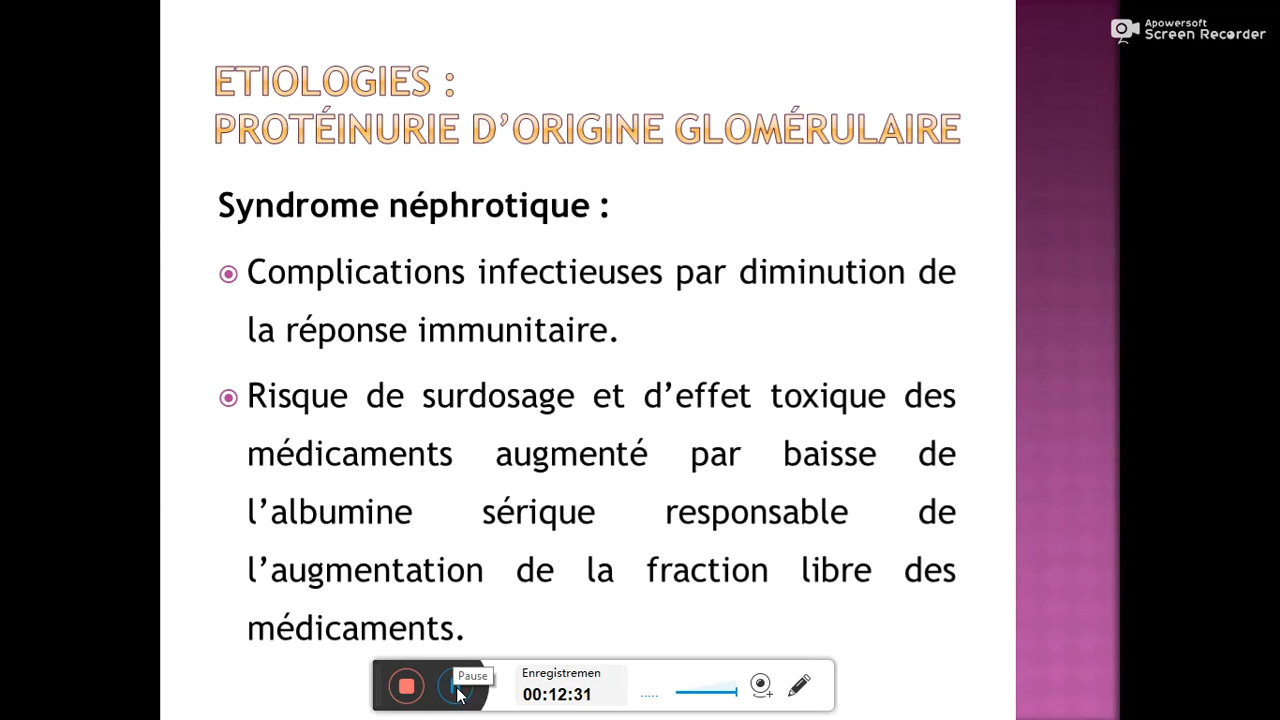 Apowersoft
Screen Recorder
ETIOLOGIES :
PROTÉINURIE D’ORIGINE GLOMÉRULAIRE
Syndrome néphrotique :
Complications infectieuses par diminution de
la réponse immunitaire.
Risque de surdosage et d’effet toxique des
médicaments augmenté par baisse de
l’albumine sérique responsable de
l’augmentation de la fraction libre des
médicaments.
Pause
Enregistremen
00:12:31